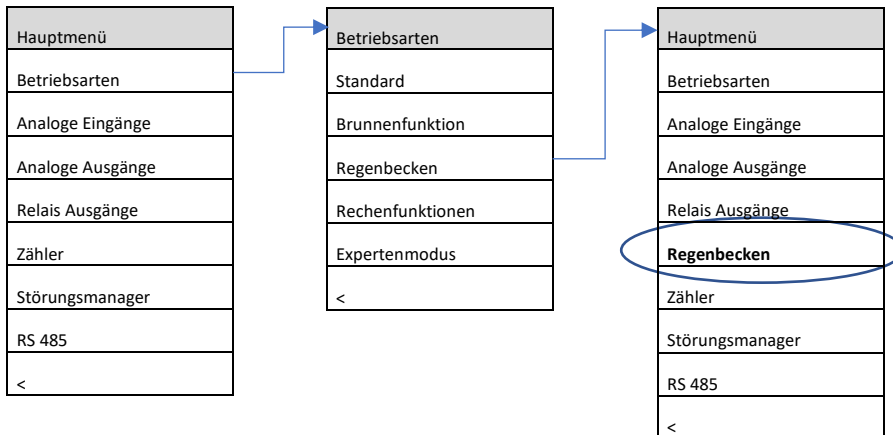 Hauptmenü
Betriebsarten
Analoge Eingänge
Analoge Ausgänge
Relais Ausgänge
Zähler
Störungsmanager
RS 485
<
Betriebsarten
Standard
Brunnenfunktion
Regenbecken
Rechenfunktionen
Expertenmodus
<
Hauptmenü
Betriebsarten
Analoge Eingänge
Analoge Ausgänge
Relais Ausgänge
Regenbecken
Zähler
Störungsmanager
RS 485
<